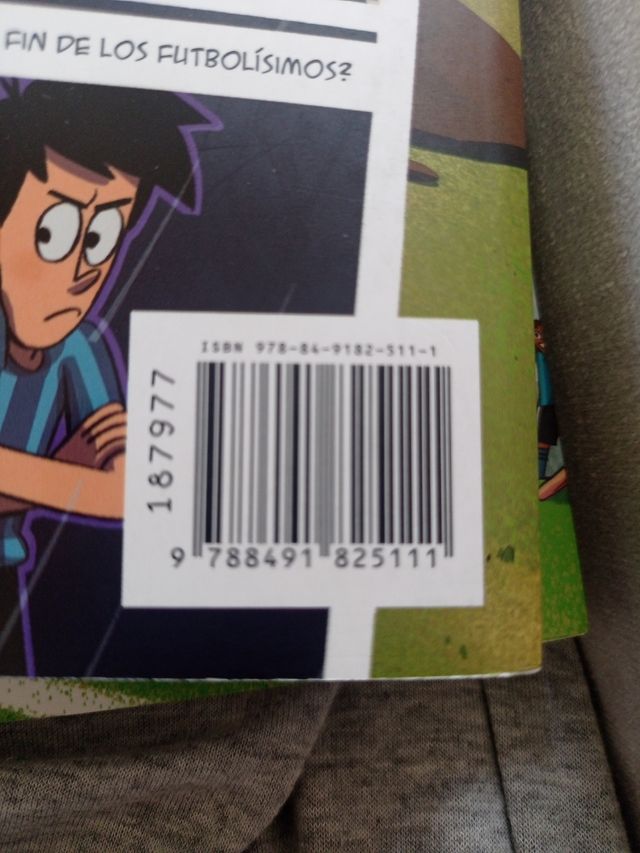 FIN DE LOS FUTBOLÍSIMOS?
ISBN 978-84-9182-511-1
187977
9 788491 825111